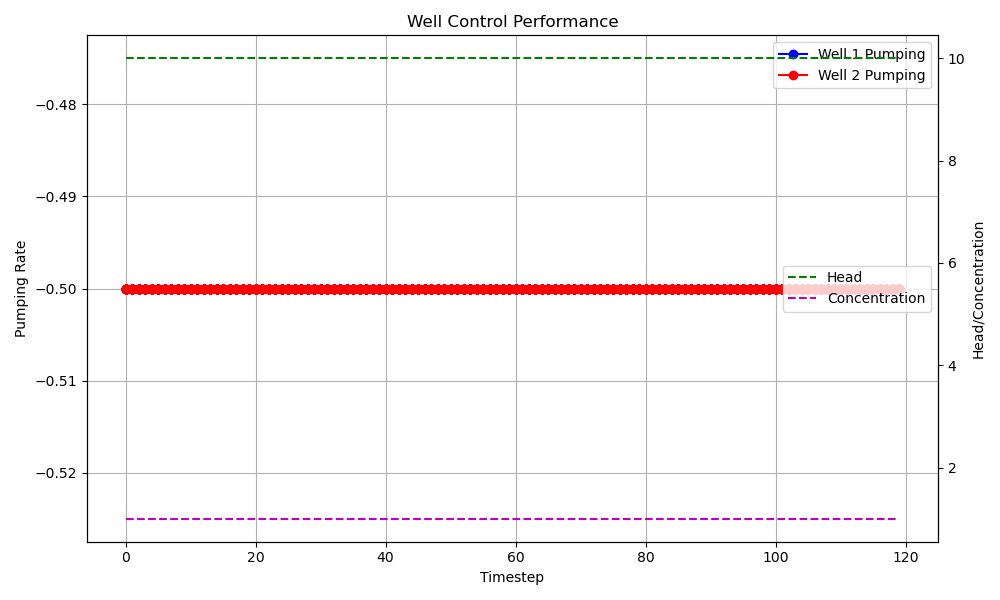 Well Control Performance
Well 1 Pumping
Well 2 Pumping
Head
Concentration
Pumping Rate
−0.48
−0.49
−0.50
−0.51
−0.52
Head/Concentration
10
8
6
4
2
0
20
40
60
80
100
120
Timestep